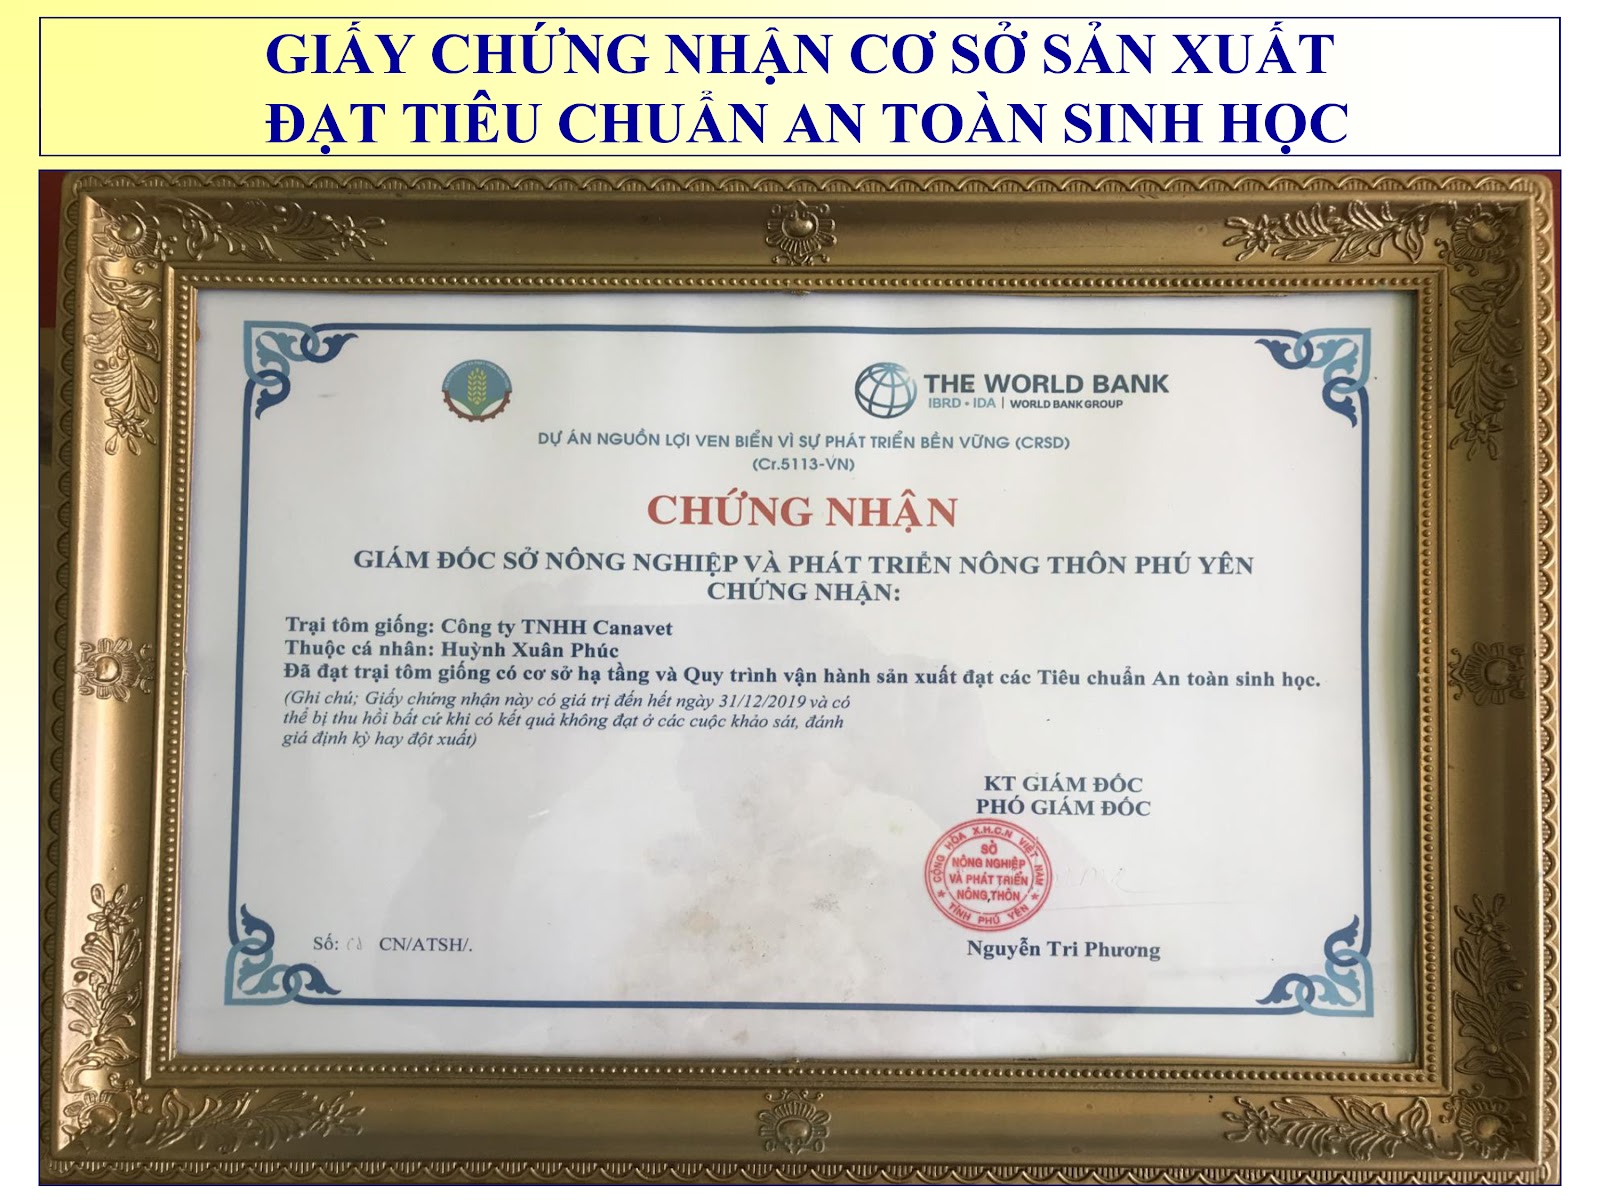 GIẤY CHỨNG NHẬN CƠ SỞ SẢN XUẤT
ĐẠT TIÊU CHUẨN AN TOÀN SINH HỌC
THE WORLD BANK
IBRD • IDA | WORLD BANK GROUP
DỰ ÁN NGUỒN LỢI VEN BIỂN VÌ SỰ PHÁT TRIỂN BỀN VỮNG (CRSD)
(Cr.5113-VN)
CHỨNG NHẬN
GIÁM ĐỐC SỞ NÔNG NGHIỆP VÀ PHÁT TRIỂN NÔNG THÔN PHÚ YÊN
CHỨNG NHẬN:
Trại tôm giống: Công ty TNHH Canavet
Thuộc cá nhân: Huỳnh Xuân Phúc
Đã đạt trại tôm giống có cơ sở hạ tầng và Quy trình vận hành sản xuất đạt các Tiêu chuẩn An toàn sinh học.
(Ghi chú; Giấy chứng nhận này có giá trị đến hết ngày 31/12/2019 và có
thể bị thu hồi bất cứ khi có kết quả không đạt ở các cuộc khảo sát, đánh
giá định kỳ hay đột xuất)
KT GIÁM ĐỐC
PHÓ GIÁM ĐỐC
CỘNG HÒA X.H.C.N VIỆT NAM
SỞ
NÔNG NGHIỆP
VÀ PHÁT TRIỂN
NÔNG THÔN
TỈNH PHÚ YÊN
Số: CN/ATSH/.
Nguyễn Tri Phương